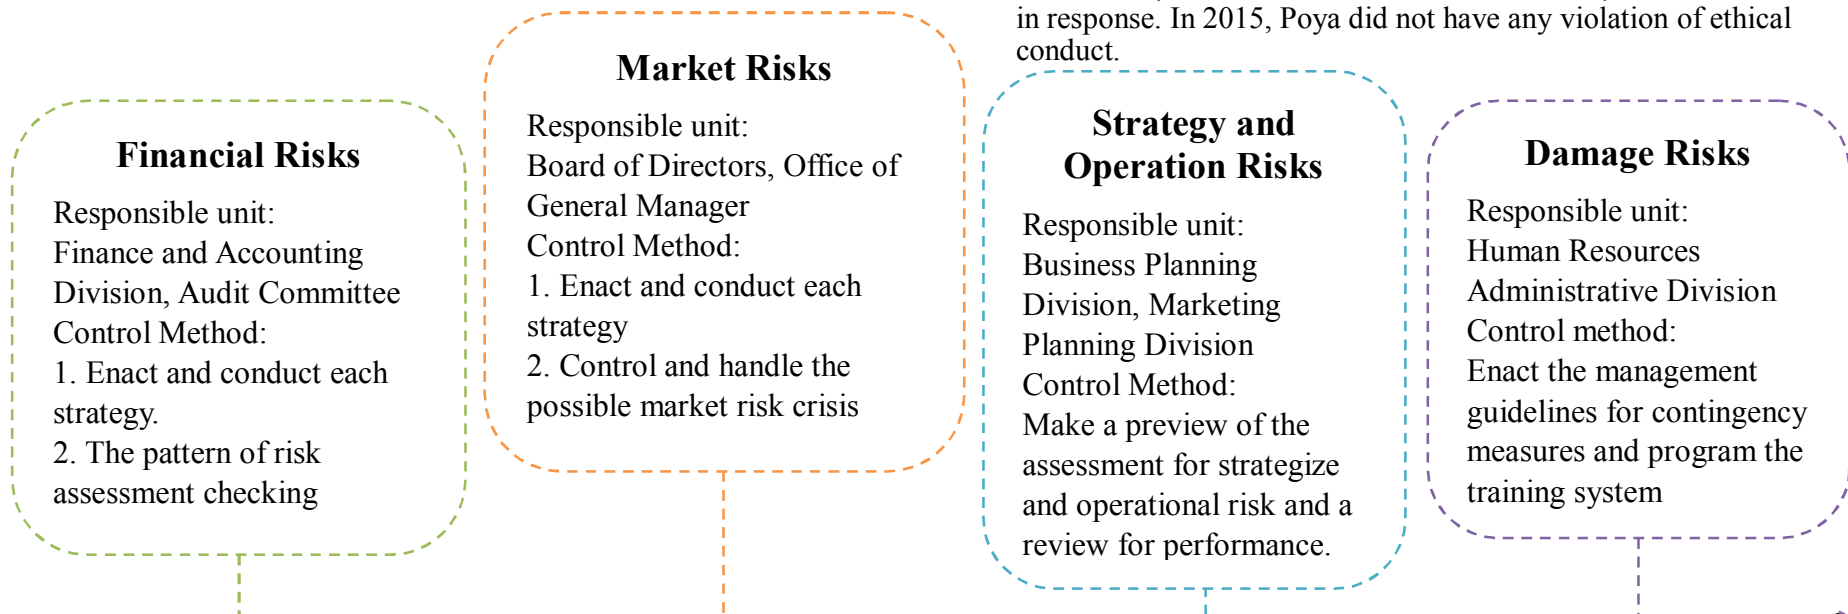 in response. In 2015, Poya did not have any violation of ethical
conduct.
Financial Risks
Responsible unit:
Finance and Accounting
Division, Audit Committee
Control Method:
1. Enact and conduct each
strategy.
2. The pattern of risk
assessment checking
Market Risks
Responsible unit:
Board of Directors, Office of
General Manager
Control Method:
1. Enact and conduct each
strategy
2. Control and handle the
possible market risk crisis
Strategy and
Operation Risks
Responsible unit:
Business Planning
Division, Marketing
Planning Division
Control Method:
Make a preview of the
assessment for strategize
and operational risk and a
review for performance.
Damage Risks
Responsible unit:
Human Resources
Administrative Division
Control method:
Enact the management
guidelines for contingency
measures and program the
training system